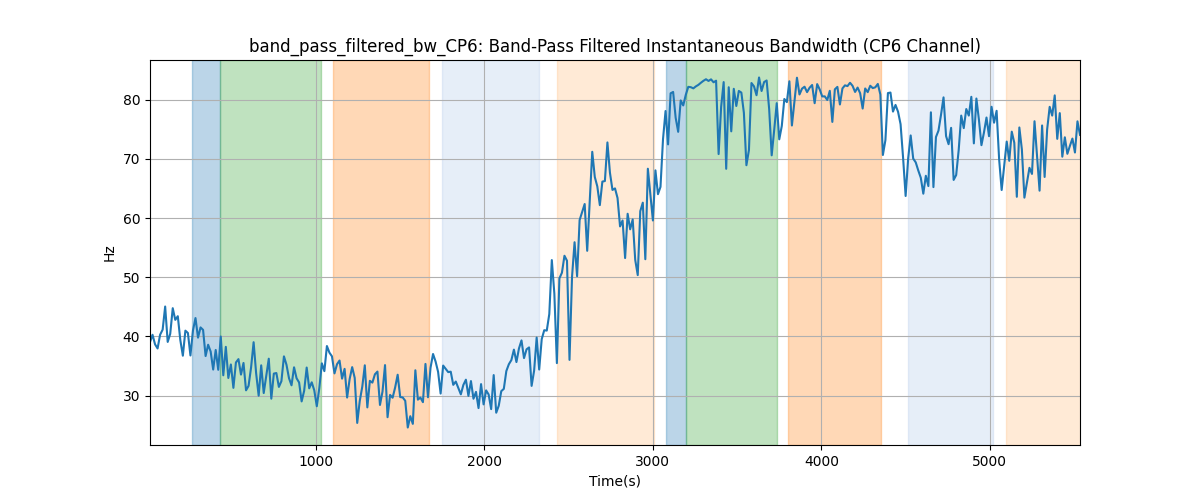 band_pass_filtered_bw_CP6: Band-Pass Filtered Instantaneous Bandwidth (CP6 Channel)
80
70
60
50
40
30
Hz
1000 2000 3000 4000 5000
Time(s)